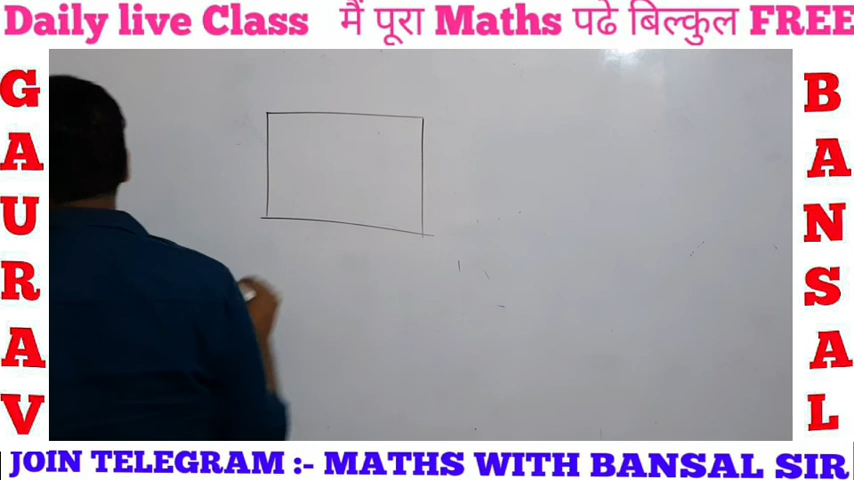 Daily live Class मैं पूरा Maths पढे बिल्कुल FREE
GAURAV
BANSAL
JOIN TELEGRAM :- MATHS WITH BANSAL SIR